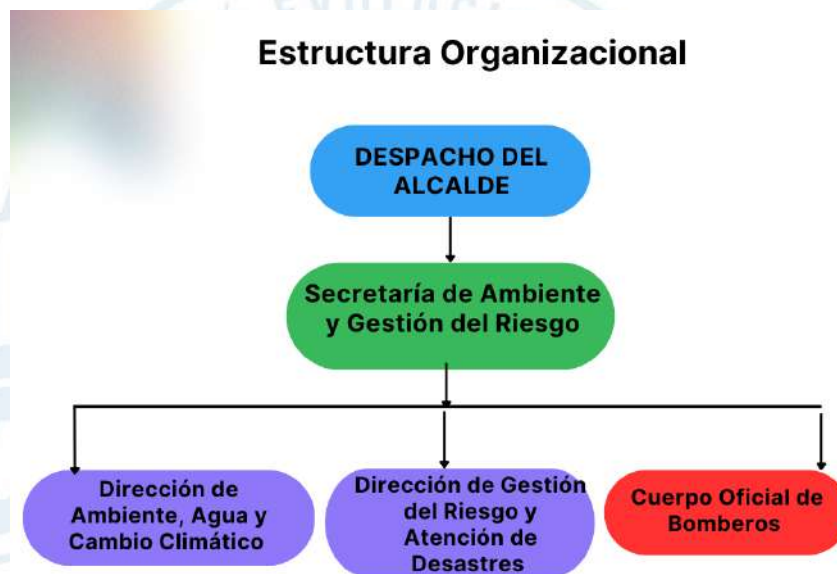 Estructura Organizacional
DESPACHO DEL
ALCALDE
Secretaría de Ambiente
y Gestión del Riesgo
Dirección de
Ambiente, Agua y
Cambio Climático
Dirección de Gestión
del Riesgo y
Atención de
Desastres
Cuerpo Oficial de
Bomberos